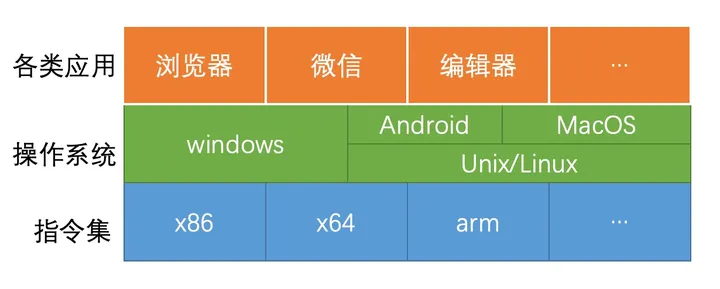 各类应用 浏览器 微信 编辑器 ...
操作系统 windows Android MacOS
Unix/Linux
指令集 x86 x64 arm ...